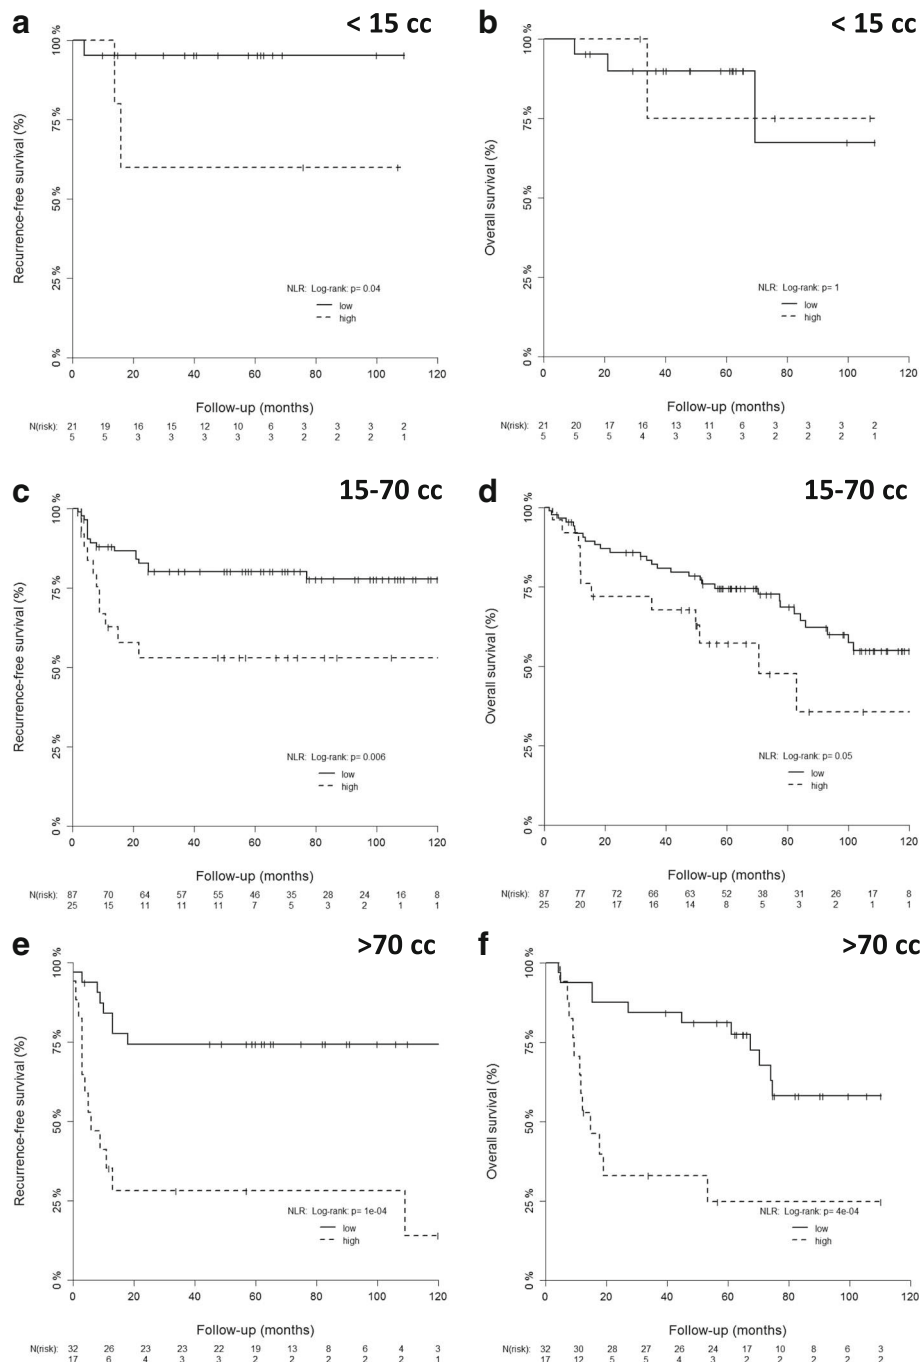 a < 15 cc
Recurrence-free survival (%)
100 %
75 %
50 %
25 %
0 %
NLR: Log-rank: p= 0.04
low
high
0 20 40 60 80 100 120
Follow-up (months)
N(risk): 21 19 16 15 12 10 6 3 3 3 2
5 5 3 3 3 3 3 2 2 2 1
b < 15 cc
Overall survival (%)
100 %
75 %
50 %
25 %
0 %
NLR: Log-rank: p= 1
low
high
0 20 40 60 80 100 120
Follow-up (months)
N(risk): 21 20 17 16 13 11 6 3 3 3 2
5 5 5 4 3 3 3 2 2 2 1
c 15-70 cc
Recurrence-free survival (%)
100 %
75 %
50 %
25 %
0 %
NLR: Log-rank: p= 0.006
low
high
0 20 40 60 80 100 120
Follow-up (months)
N(risk): 87 70 64 57 55 46 35 28 24 16 8
25 15 11 11 11 7 5 3 2 1 1
d 15-70 cc
Overall survival (%)
100 %
75 %
50 %
25 %
0 %
NLR: Log-rank: p= 0.05
low
high
0 20 40 60 80 100 120
Follow-up (months)
N(risk): 87 77 72 66 63 52 38 31 26 17 8
25 20 17 16 14 8 5 3 2 1 1
e >70 cc
Recurrence-free survival (%)
100 %
75 %
50 %
25 %
0 %
NLR: Log-rank: p= 1e-04
low
high
0 20 40 60 80 100 120
Follow-up (months)
N(risk): 32 26 23 23 22 19 13 8 6 4 3
17 6 4 3 3 2 2 2 2 2 1
f >70 cc
Overall survival (%)
100 %
75 %
50 %
25 %
0 %
NLR: Log-rank: p= 4e-04
low
high
0 20 40 60 80 100 120
Follow-up (months)
N(risk): 32 30 28 27 26 24 17 10 8 6 3
17 12 5 5 4 3 2 2 2 2 2